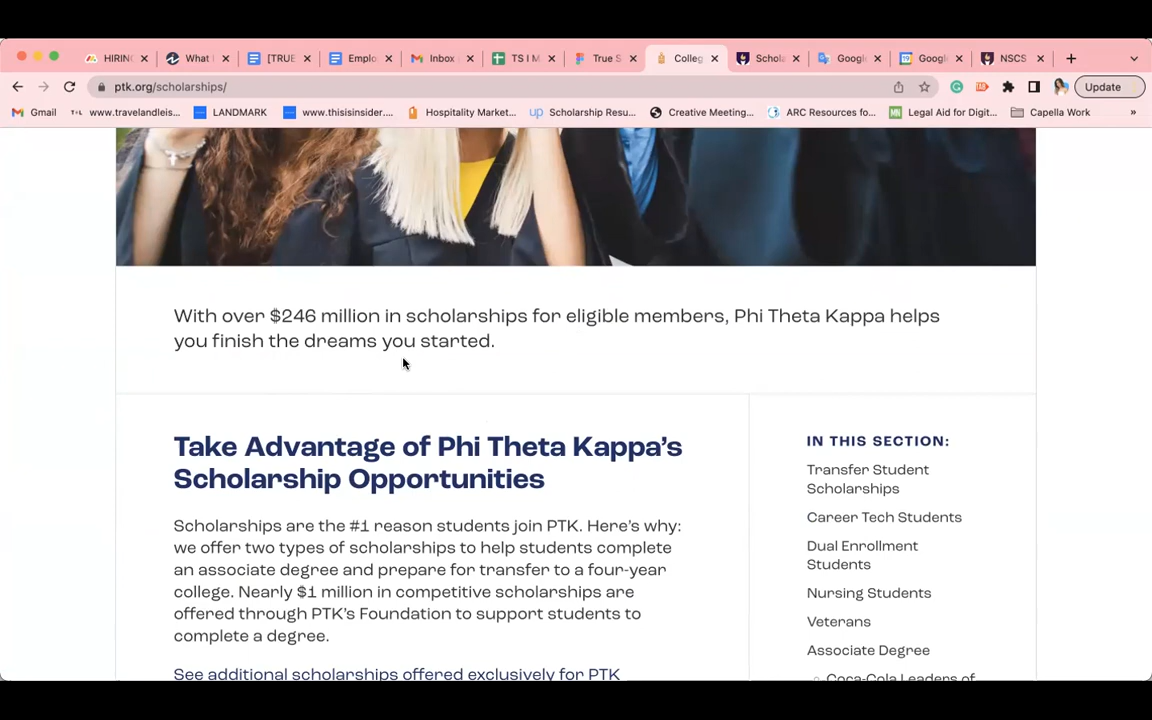 HIRING
What
[TRUE
Emplo
Inbox
TS I M
True S
Colleg
Schola
Googl
Googl
NSCS
ptk.org/scholarships/
Update
Gmail
www.travelandleis...
LANDMARK
www.thisisinsider....
Hospitality Market...
Scholarship Resu...
Creative Meeting...
ARC Resources fo...
Legal Aid for Digit...
Capella Work
»
With over $246 million in scholarships for eligible members, Phi Theta Kappa helps
you finish the dreams you started.
Take Advantage of Phi Theta Kappa's
Scholarship Opportunities
Scholarships are the #1 reason students join PTK. Here's why:
we offer two types of scholarships to help students complete
an associate degree and prepare for transfer to a four-year
college. Nearly $1 million in competitive scholarships are
offered through PTK's Foundation to support students to
complete a degree.
See additional scholarships offered exclusively for PTK
IN THIS SECTION:
Transfer Student
Scholarships
Career Tech Students
Dual Enrollment
Students
Nursing Students
Veterans
Associate Degree
Coca-Cola Leaders of